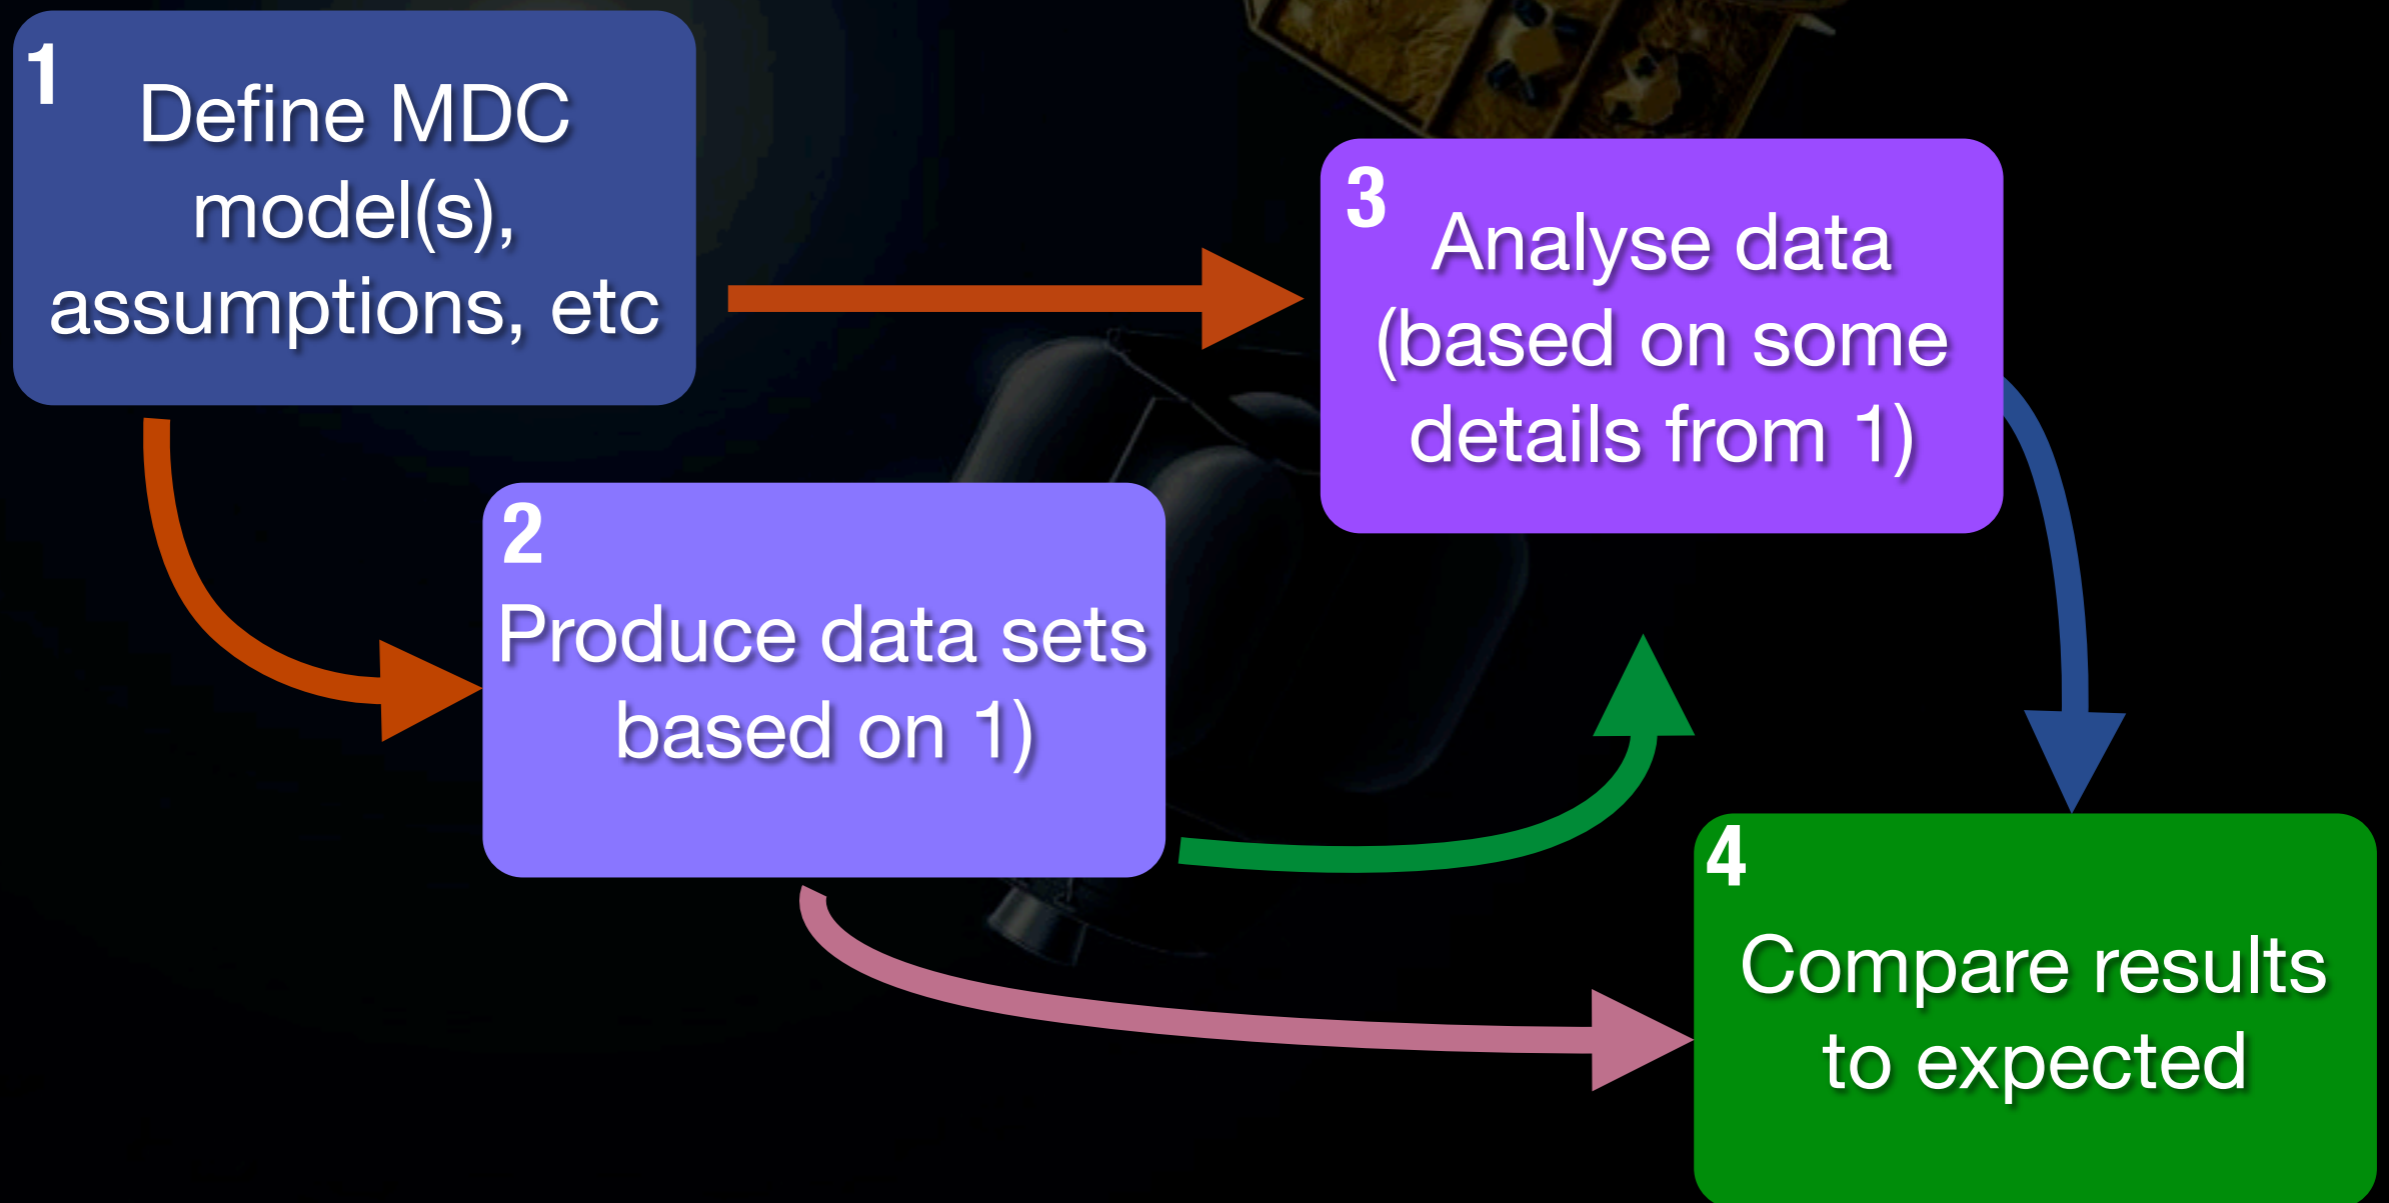 1
Define MDC
model(s),
assumptions, etc
2
Produce data sets
based on 1)
3
Analyse data
(based on some
details from 1)
4
Compare results
to expected